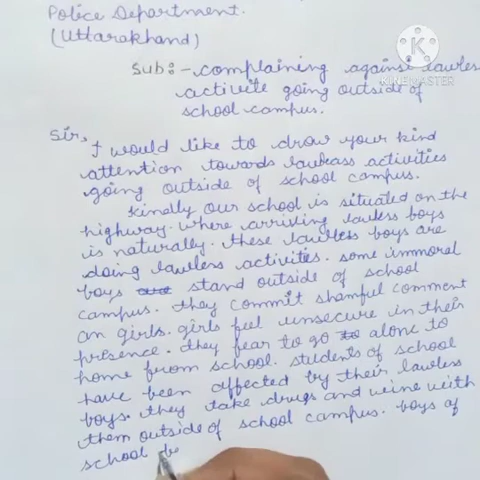 Police Department.
(Uttarakhand)
Sub:- complaining against lawles
activite going outside of
school campus.
Sir,
I would like to drow your kind
attention towards lawless activities
going outside of school campus.
Kindly our school is situated on the
highway. Where arriving lawless boys
is naturally. these lawless boys are
doing lawless activities. some immoral
boys stand outside of school
campus. they commit shamful comment
on girls. girls feel unsecure in their
presence. they fear to go alone to
home from school. students of school
have been affected by their lawless
boys. they take drugs and wine with
them outside of school campus. boys of
school
K
KINEMASTER